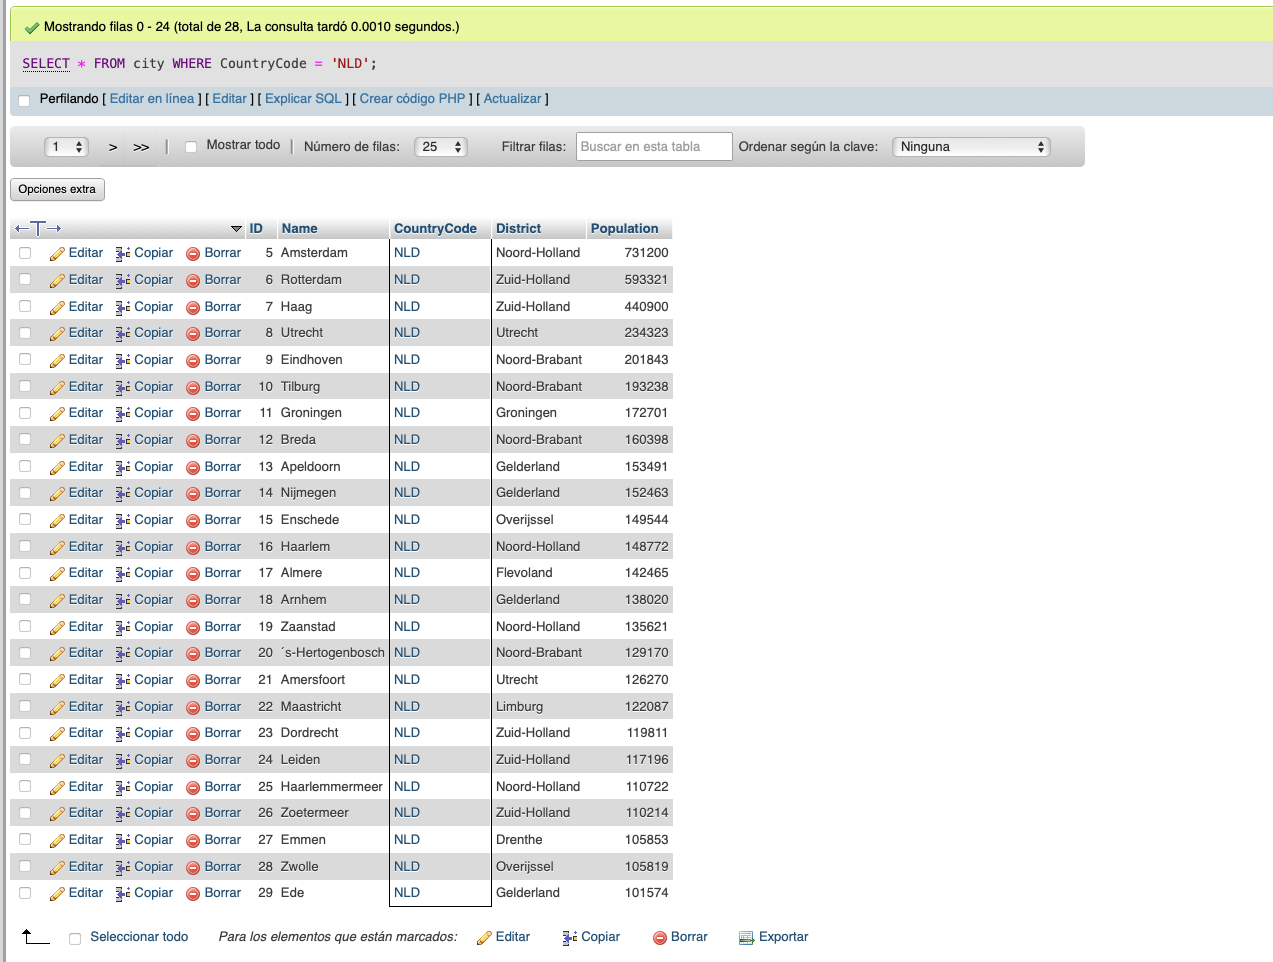 Mostrando filas 0 - 24 (total de 28, La consulta tardó 0.0010 segundos.)
SELECT * FROM city WHERE CountryCode = 'NLD';
Perfilando [ Editar en línea ] [ Editar ] [ Explicar SQL ] [ Crear código PHP ] [ Actualizar ]
1 > >> | Mostrar todo | Número de filas: 25 Filtrar filas: Buscar en esta tabla Ordenar según la clave: Ninguna
Opciones extra
ID Name CountryCode District Population
Editar Copiar Borrar 5 Amsterdam NLD Noord-Holland 731200
Editar Copiar Borrar 6 Rotterdam NLD Zuid-Holland 593321
Editar Copiar Borrar 7 Haag NLD Zuid-Holland 440900
Editar Copiar Borrar 8 Utrecht NLD Utrecht 234323
Editar Copiar Borrar 9 Eindhoven NLD Noord-Brabant 201843
Editar Copiar Borrar 10 Tilburg NLD Noord-Brabant 193238
Editar Copiar Borrar 11 Groningen NLD Groningen 172701
Editar Copiar Borrar 12 Breda NLD Noord-Brabant 160398
Editar Copiar Borrar 13 Apeldoorn NLD Gelderland 153491
Editar Copiar Borrar 14 Nijmegen NLD Gelderland 152463
Editar Copiar Borrar 15 Enschede NLD Overijssel 149544
Editar Copiar Borrar 16 Haarlem NLD Noord-Holland 148772
Editar Copiar Borrar 17 Almere NLD Flevoland 142465
Editar Copiar Borrar 18 Arnhem NLD Gelderland 138020
Editar Copiar Borrar 19 Zaanstad NLD Noord-Holland 135621
Editar Copiar Borrar 20 ´s-Hertogenbosch NLD Noord-Brabant 129170
Editar Copiar Borrar 21 Amersfoort NLD Utrecht 126270
Editar Copiar Borrar 22 Maastricht NLD Limburg 122087
Editar Copiar Borrar 23 Dordrecht NLD Zuid-Holland 119811
Editar Copiar Borrar 24 Leiden NLD Zuid-Holland 117196
Editar Copiar Borrar 25 Haarlemmermeer NLD Noord-Holland 110722
Editar Copiar Borrar 26 Zoetermeer NLD Zuid-Holland 110214
Editar Copiar Borrar 27 Emmen NLD Drenthe 105853
Editar Copiar Borrar 28 Zwolle NLD Overijssel 105819
Editar Copiar Borrar 29 Ede NLD Gelderland 101574
Seleccionar todo Para los elementos que están marcados: Editar Copiar Borrar Exportar